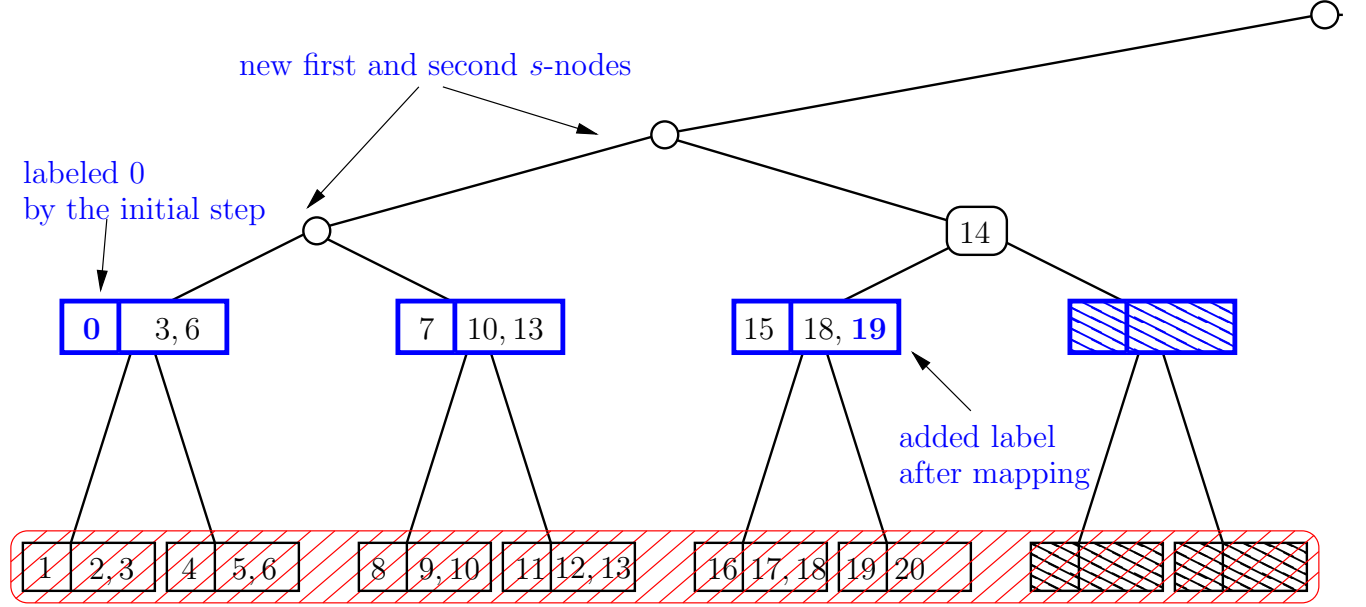 new first and second s-nodes
labeled 0
by the initial step
14
0 3, 6 7 10, 13 15 18, 19
added label
after mapping
1 2, 3 4 5, 6 8 9, 10 11 12, 13 16 17, 18 19 20